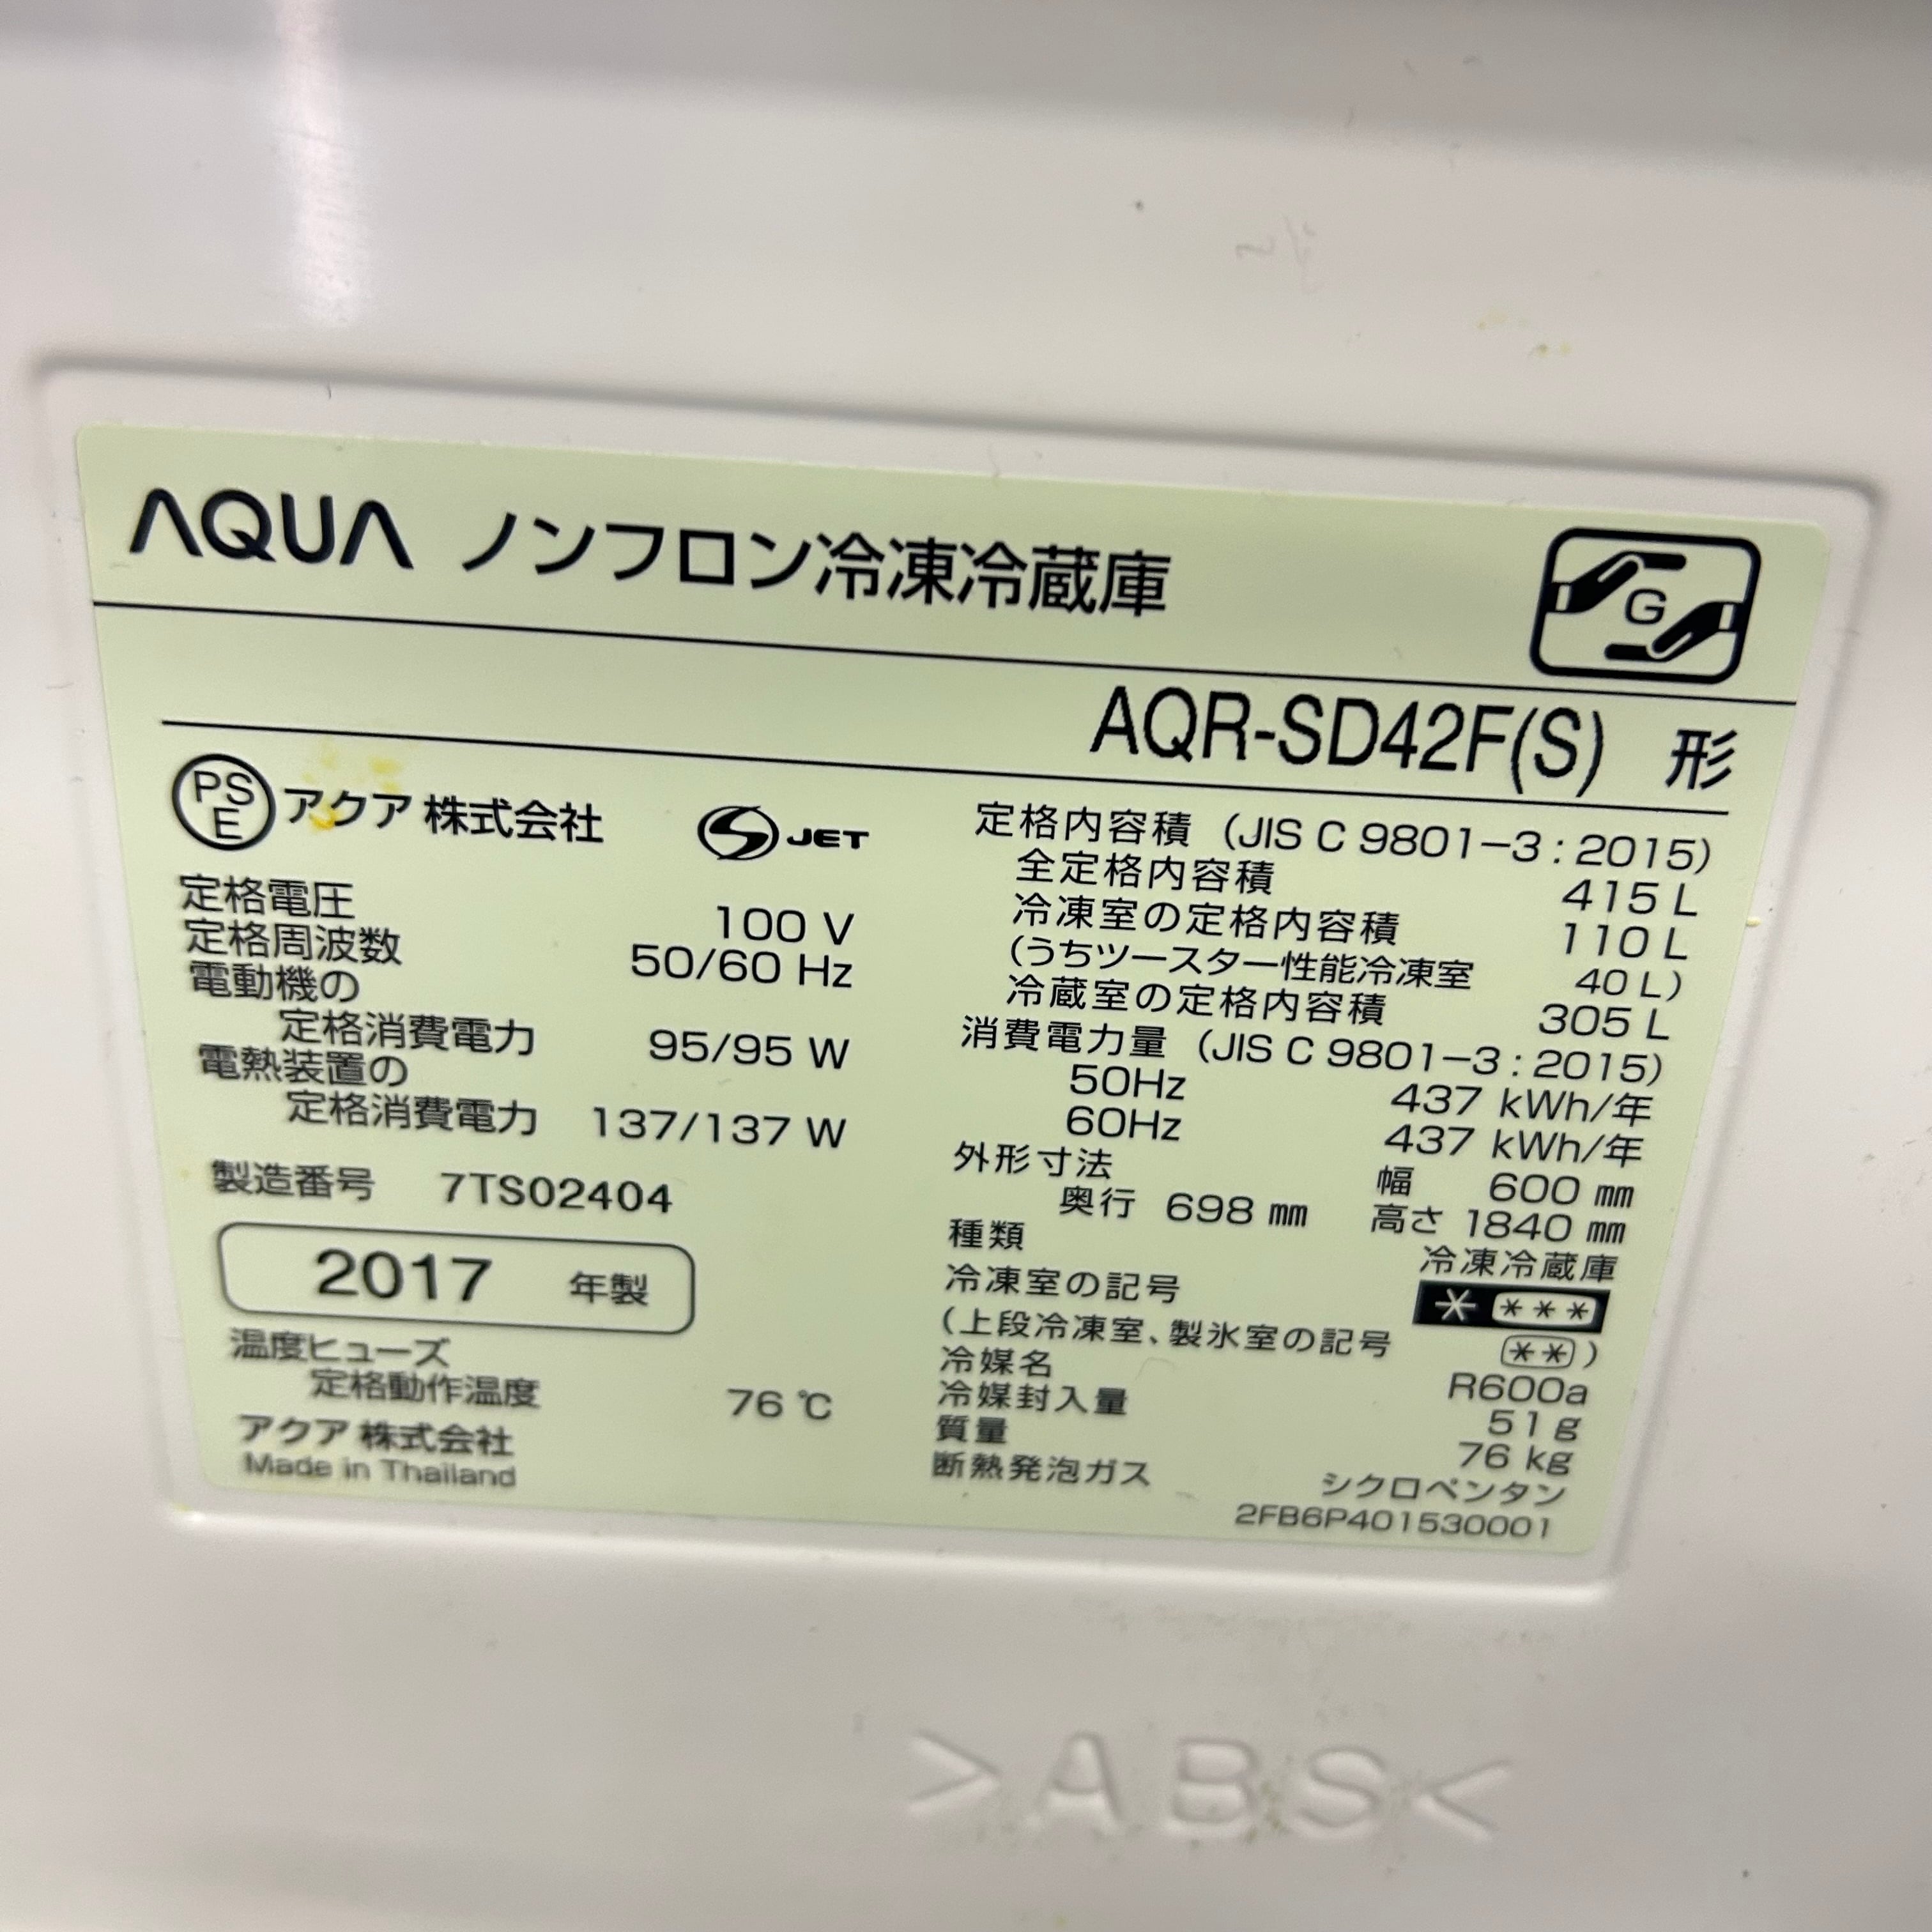 AQUA ノンフロン冷凍冷蔵庫
G
AQR-SD42F(S) 形
PSE アクア 株式会社 S JET
定格電圧 100 V
定格周波数 50/60 Hz
電動機の
定格消費電力 95/95 W
電熱装置の
定格消費電力 137/137 W
製造番号 7TS02404
2017 年製
温度ヒューズ
定格動作温度 76 ℃
アクア 株式会社
Made in Thailand
定格内容積 (JIS C 9801-3:2015)
全定格内容積 415 L
冷凍室の定格内容積 110 L
(うちツースター性能冷凍室 40 L)
冷蔵室の定格内容積 305 L
消費電力量 (JIS C 9801-3:2015)
50Hz 437 kWh/年
60Hz 437 kWh/年
外形寸法 幅 600 ㎜
奥行 698 ㎜ 高さ 1840 ㎜
種類 冷凍冷蔵庫
冷凍室の記号 * ***
(上段冷凍室、製氷室の記号 **)
冷媒名 R600a
冷媒封入量 51 g
質量 76 kg
断熱発泡ガス シクロペンタン
2FB6P401530001
>ABS<